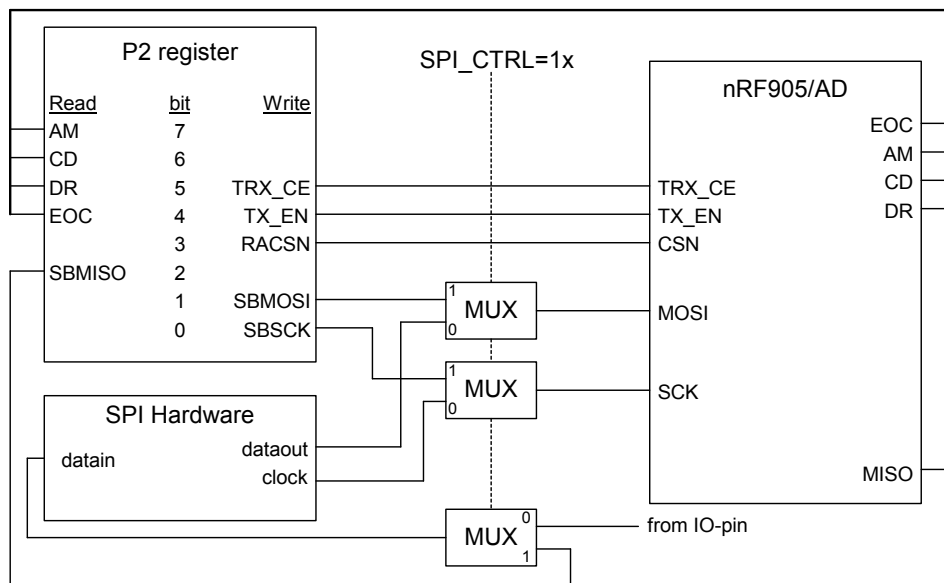 P2 register
Read bit Write
AM 7
CD 6
DR 5 TRX_CE
EOC 4 TX_EN
3 RACSN
SBMISO 2
1 SBMOSI
0 SBSCK
SPI Hardware
dataout
datain
clock
SPI_CTRL=1x
1
MUX
0
1
MUX
0
0
MUX
1
from IO-pin
nRF905/AD
EOC
AM
TRX_CE CD
TX_EN DR
CSN
MOSI
SCK
MISO